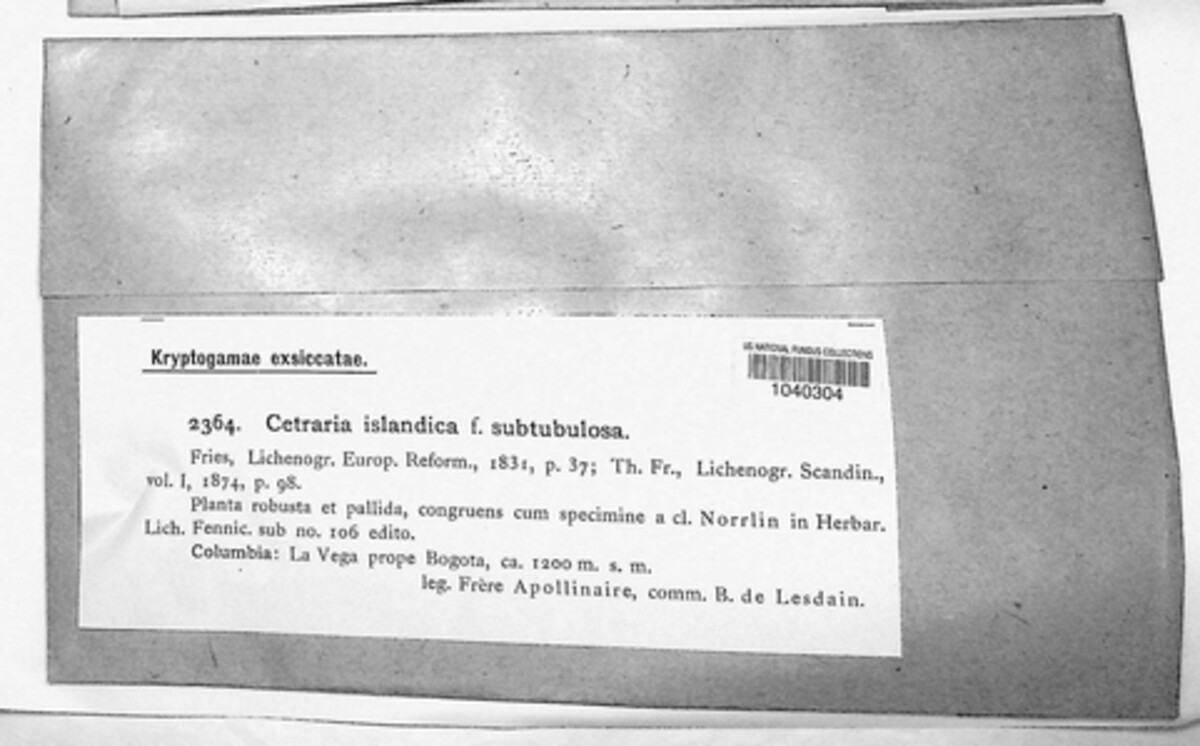 Kryptogamae exsiccatae.
US NATIONAL FUNGUS COLLECTIONS
1040304
2364. Cetraria islandica f. subtubulosa.
Fries, Lichenogr. Europ. Reform., 1831, p. 37; Th. Fr., Lichenogr. Scandin.,
vol. I, 1874, p. 98.
Planta robusta et pallida, congruens cum specimine a cl. Norrlin in Herbar.
Lich. Fennic. sub no. 106 edito.
Columbia: La Vega prope Bogota, ca. 1200 m. s. m.
leg. Frère Apollinaire, comm. B. de Lesdain.